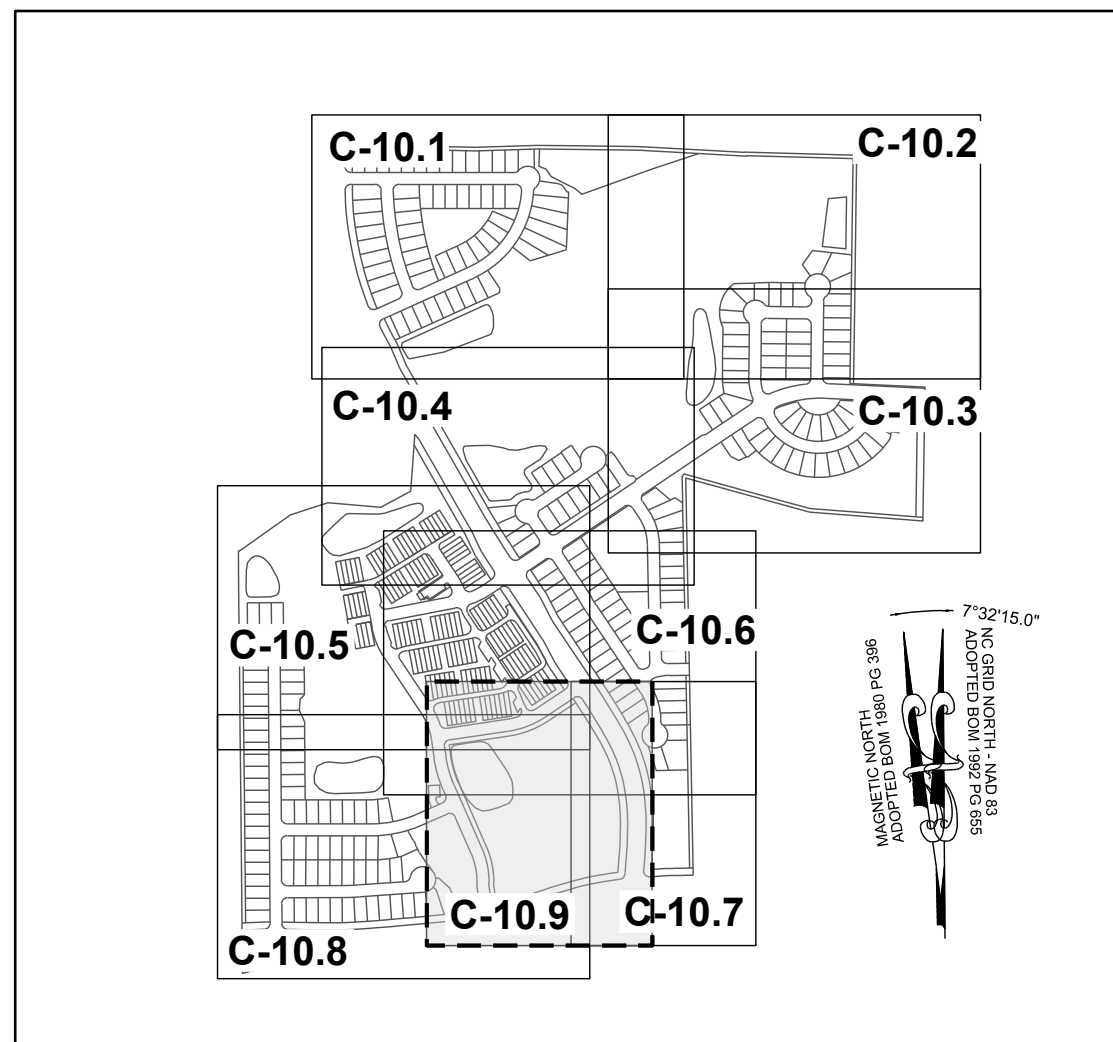 C-10.1
C-10.2
C-10.4
C-10.3
C-10.5
C-10.6
C-10.9
C-10.7
C-10.8
7°32'15.0"
MAGNETIC NORTH
ADOPTED BOM 1980 PG 396
NC GRID NORTH - NAD 83
ADOPTED BOM 1992 PG 655